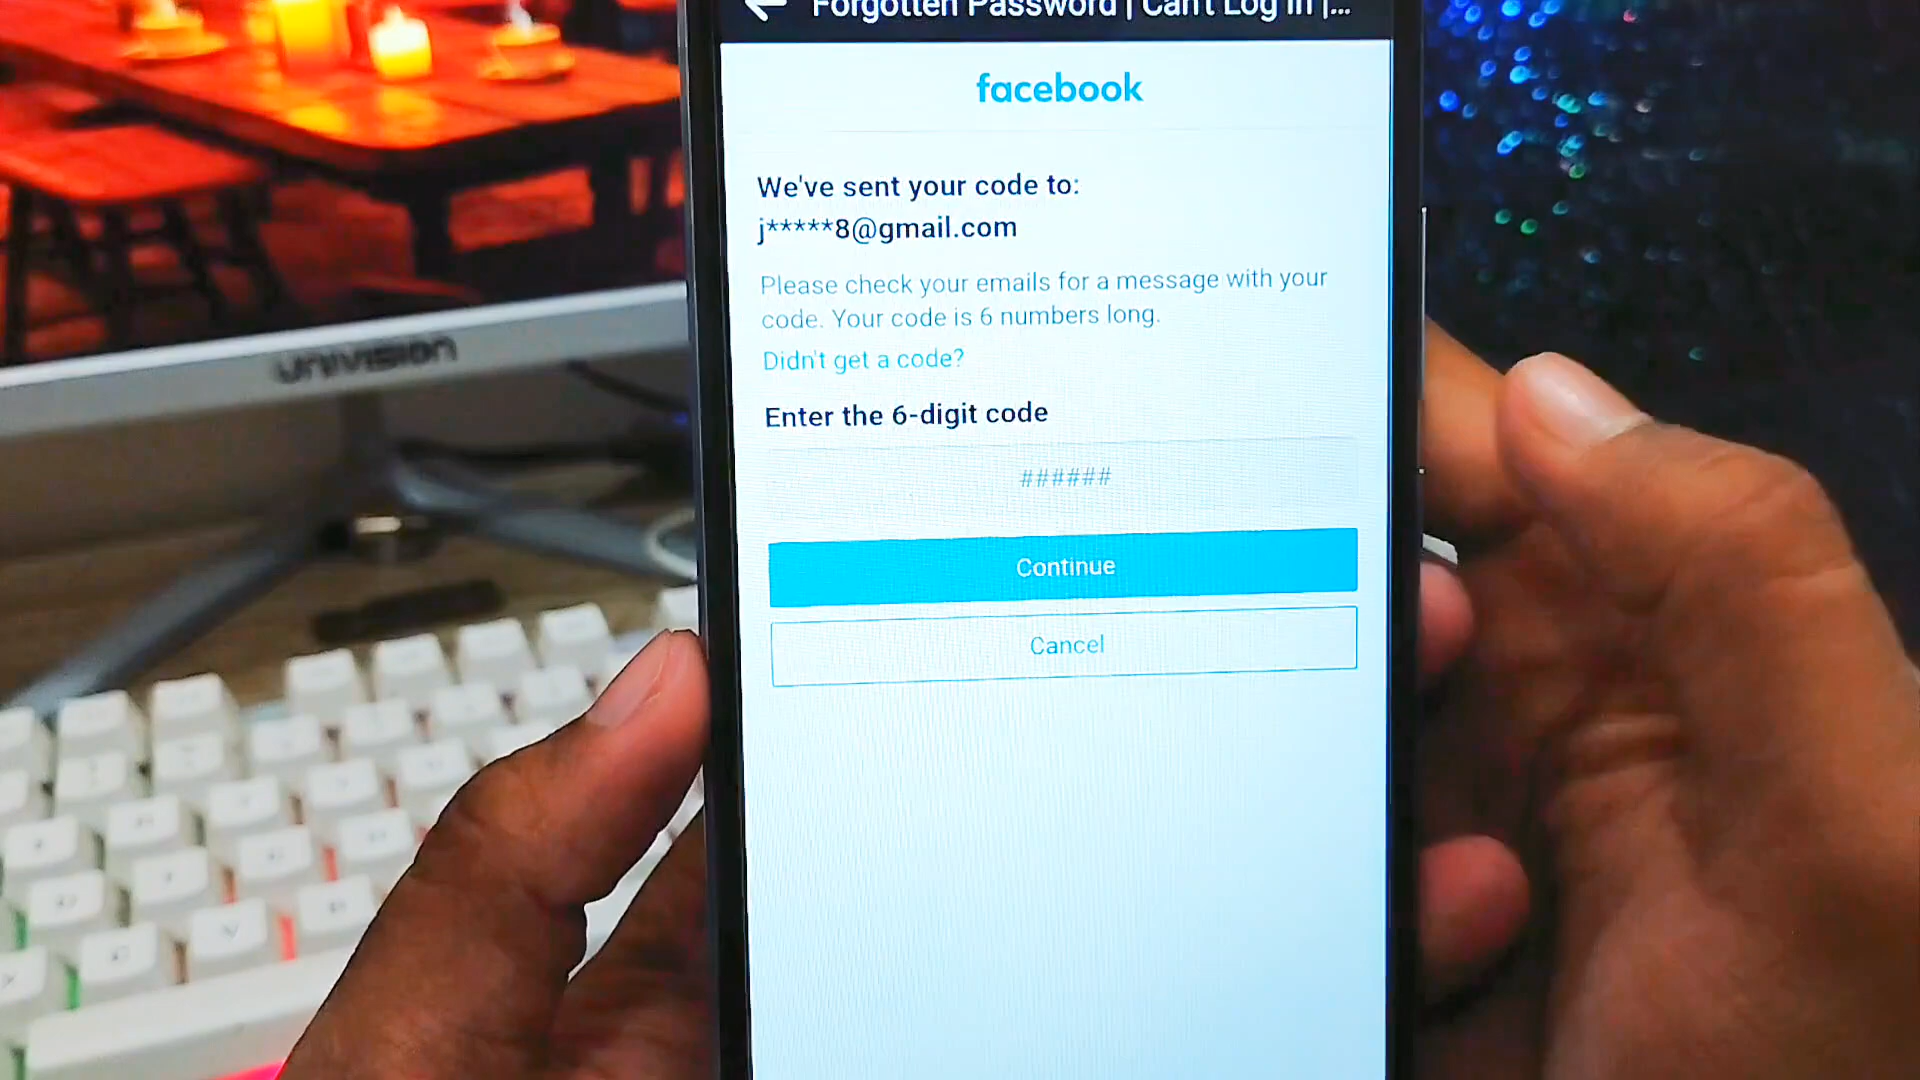 Forgotten Password | Can't Log In |...
facebook
We've sent your code to:
j*****8@gmail.com
Please check your emails for a message with your
code. Your code is 6 numbers long.
Didn't get a code?
Enter the 6-digit code
######
Continue
Cancel
UNIVISION